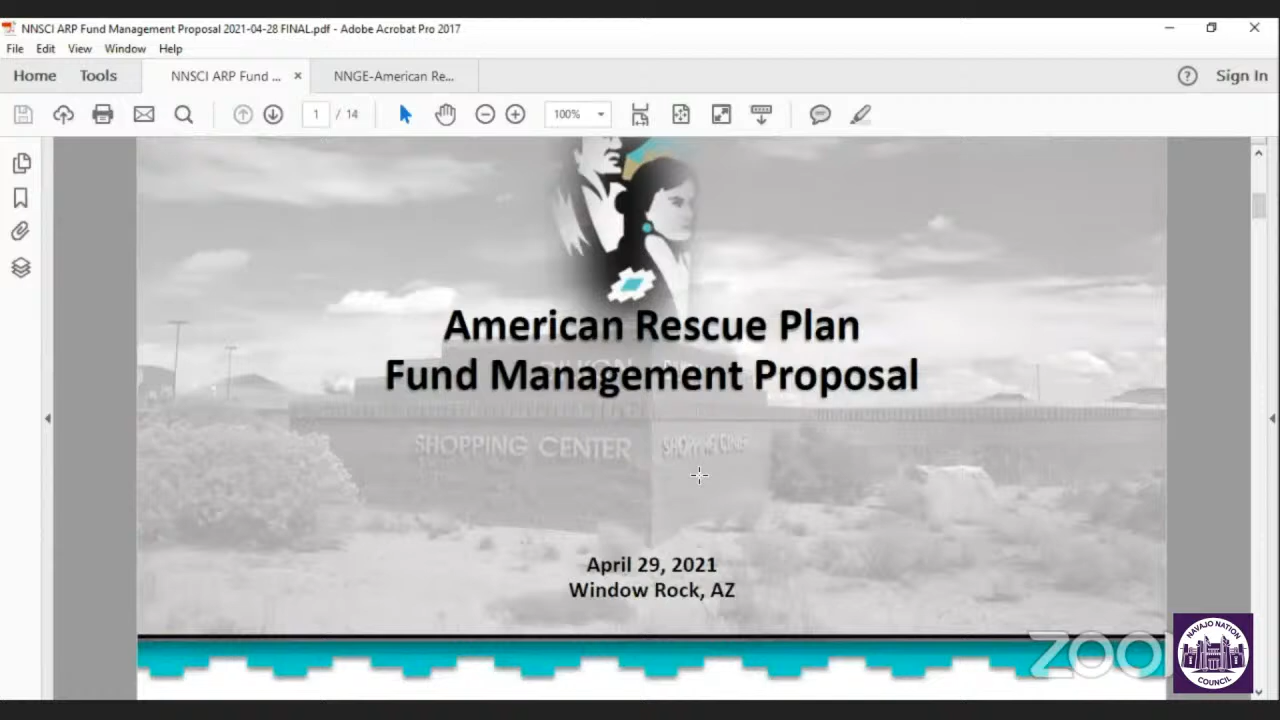 NNSCI ARP Fund Management Proposal 2021-04-28 FINAL.pdf - Adobe Acrobat Pro 2017
File Edit View Window Help
Home Tools NNSCI ARP Fund ... × NNGE-American Re... ? Sign In
1 / 14 100%
American Rescue Plan
Fund Management Proposal
SHOPPING CENTER SHOPPING CENTER
April 29, 2021
Window Rock, AZ
zoom
NAVAJO NATION
COUNCIL